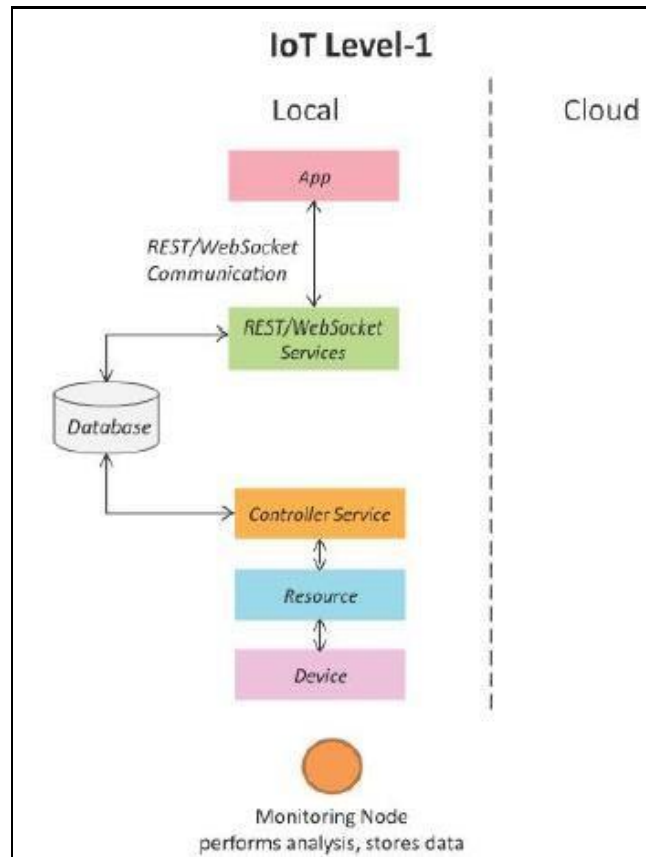 IoT Level-1
Local
Cloud
App
REST/WebSocket
Communication
REST/WebSocket
Services
Database
Controller Service
Resource
Device
Monitoring Node
performs analysis, stores data